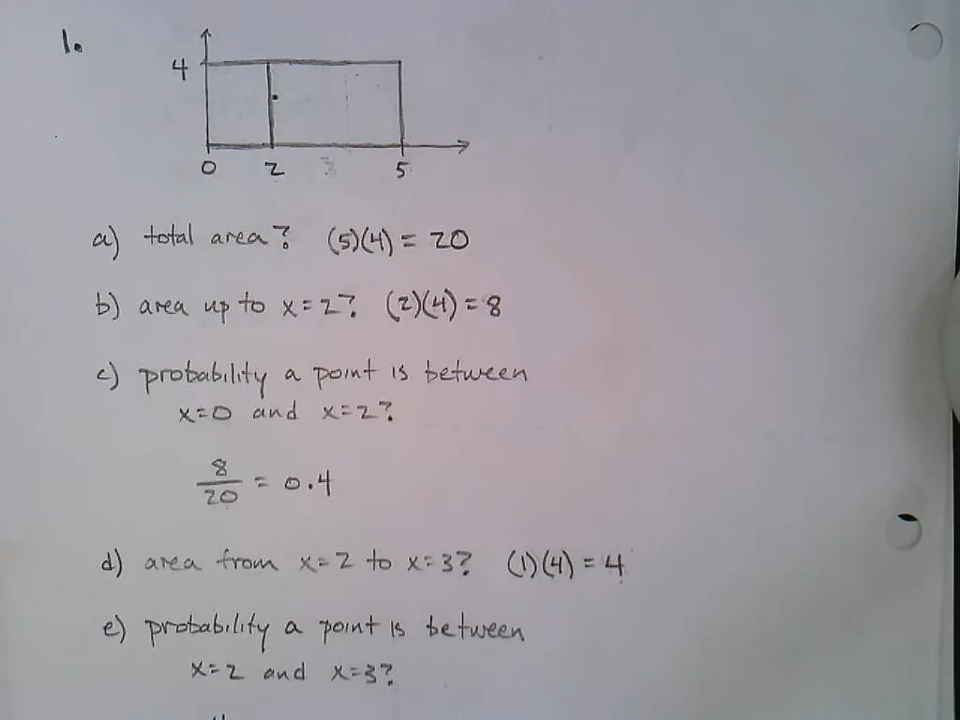 1.
4
0 2 3 5
a) total area? (5)(4) = 20
b) area up to x=2? (2)(4) = 8
c) probability a point is between
x=0 and x=2?
8
20 = 0.4
d) area from x=2 to x=3? (1)(4) = 4
e) probability a point is between
x=2 and x=3?